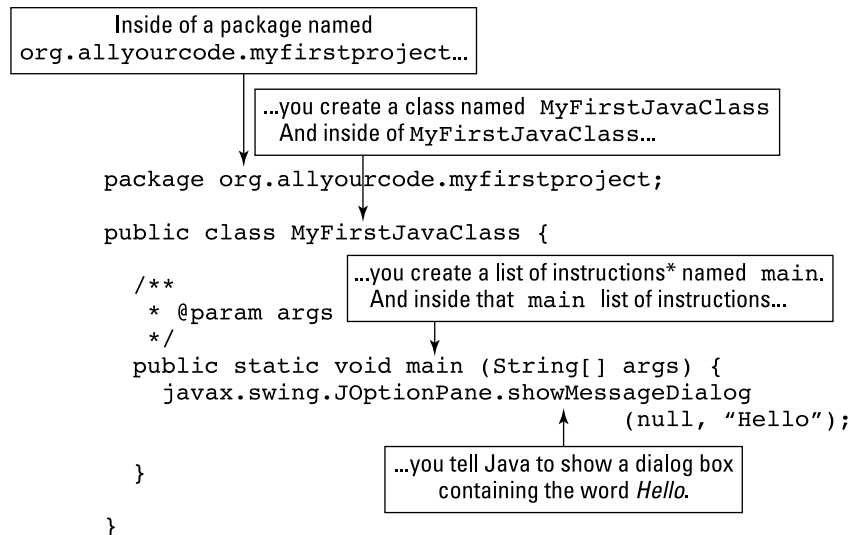 Inside of a package named
org.allyourcode.myfirstproject...
...you create a class named MyFirstJavaClass
And inside of MyFirstJavaClass...
package org.allyourcode.myfirstproject;
public class MyFirstJavaClass {
...you create a list of instructions* named main.
And inside that main list of instructions...
/**
* @param args
*/
public static void main (String[] args) {
javax.swing.JOptionPane.showMessageDialog
(null, “Hello”);
...you tell Java to show a dialog box
containing the word Hello.
}
}